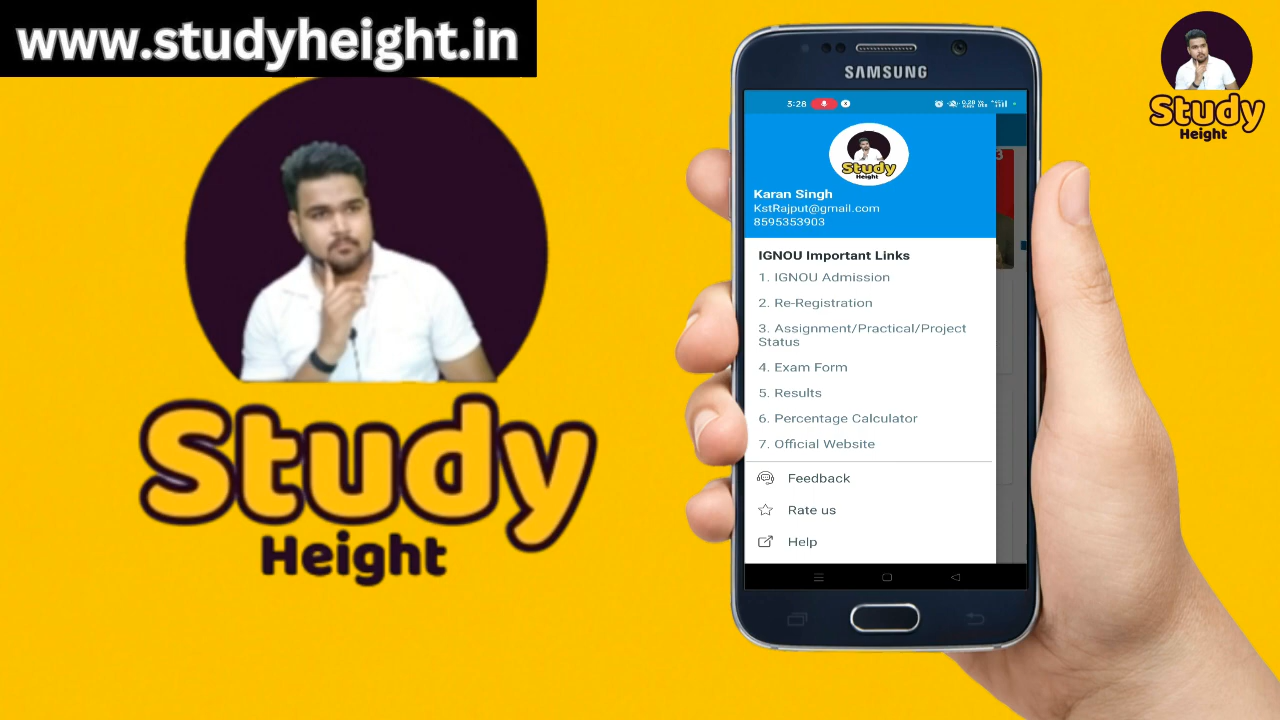 www.studyheight.in
Study
Height
SAMSUNG
3:28
Study
Height
Karan Singh
KstRajput@gmail.com
8595353903
IGNOU Important Links
1. IGNOU Admission
2. Re-Registration
3. Assignment/Practical/Project
Status
4. Exam Form
5. Results
6. Percentage Calculator
7. Official Website
Feedback
Rate us
Help
3
Study
Height